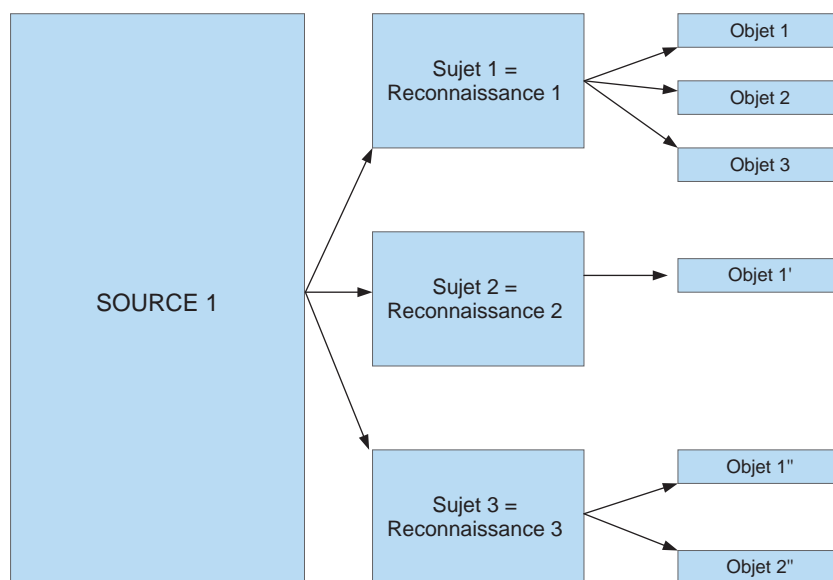 SOURCE 1
Sujet 1 =
Reconnaissance 1
Objet 1
Objet 2
Objet 3
Sujet 2 =
Reconnaissance 2
Objet 1'
Sujet 3 =
Reconnaissance 3
Objet 1"
Objet 2"